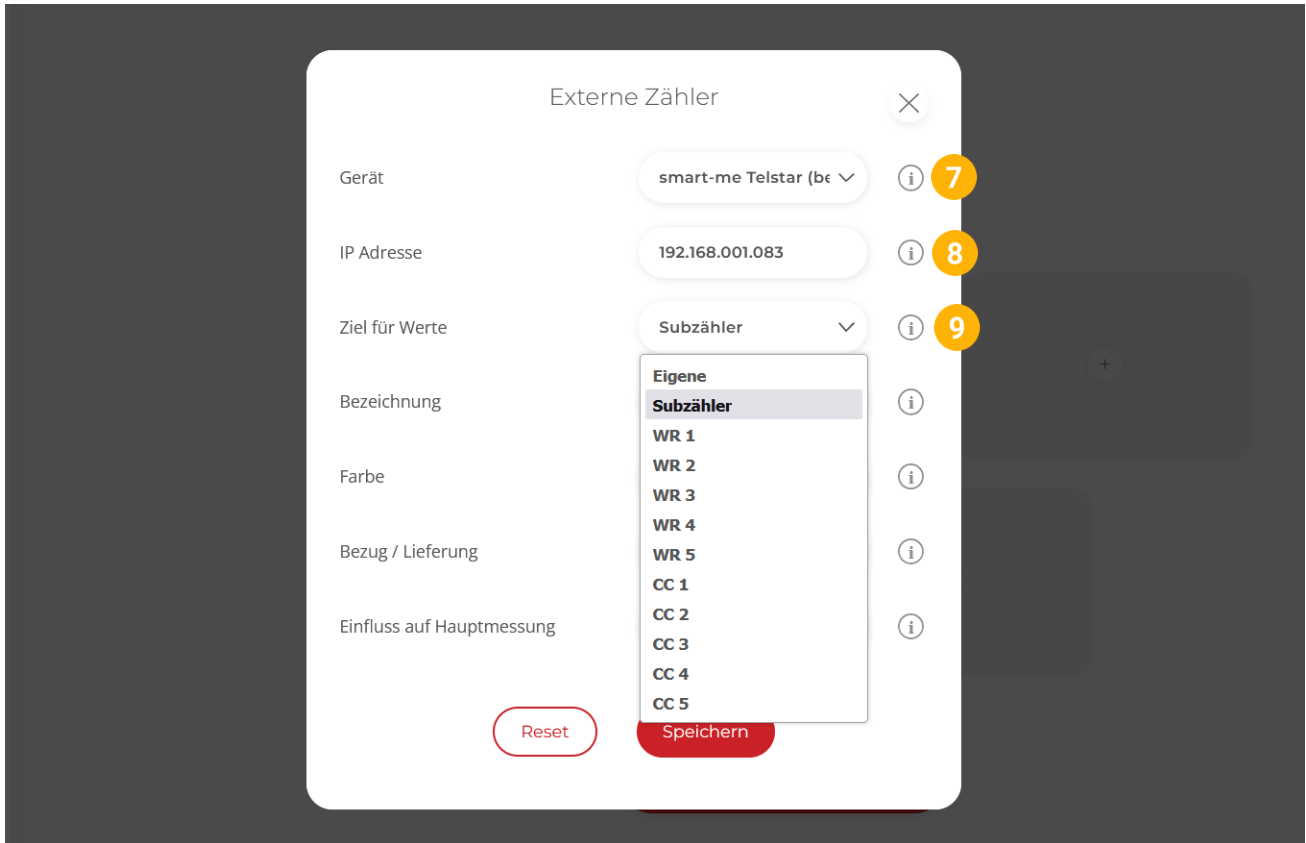 Externe Zähler
Gerät
smart-me Telstar (be
7
IP Adresse
192.168.001.083
8
Ziel für Werte
Subzähler
9
Eigene
Subzähler
WR 1
WR 2
WR 3
WR 4
WR 5
CC 1
CC 2
CC 3
CC 4
CC 5
Bezeichnung
Farbe
Bezug / Lieferung
Einfluss auf Hauptmessung
Reset
Speichern